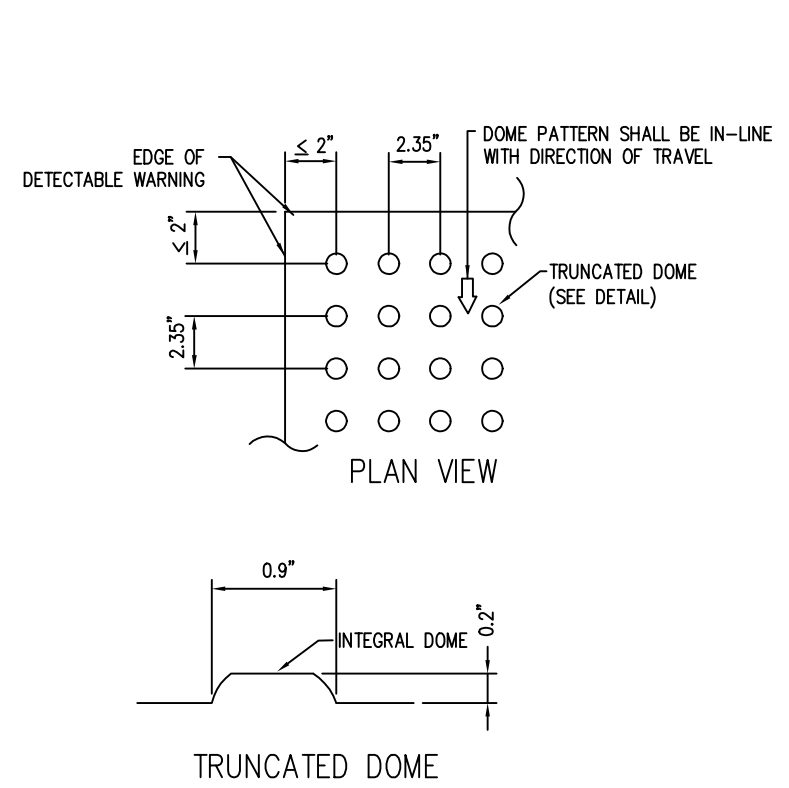 ≤ 2"
2.35"
DOME PATTERN SHALL BE IN-LINE
WITH DIRECTION OF TRAVEL
EDGE OF
DETECTABLE WARNING
≤ 2"
TRUNCATED DOME
(SEE DETAIL)
2.35"
PLAN VIEW
0.9"
0.2"
INTEGRAL DOME
TRUNCATED DOME